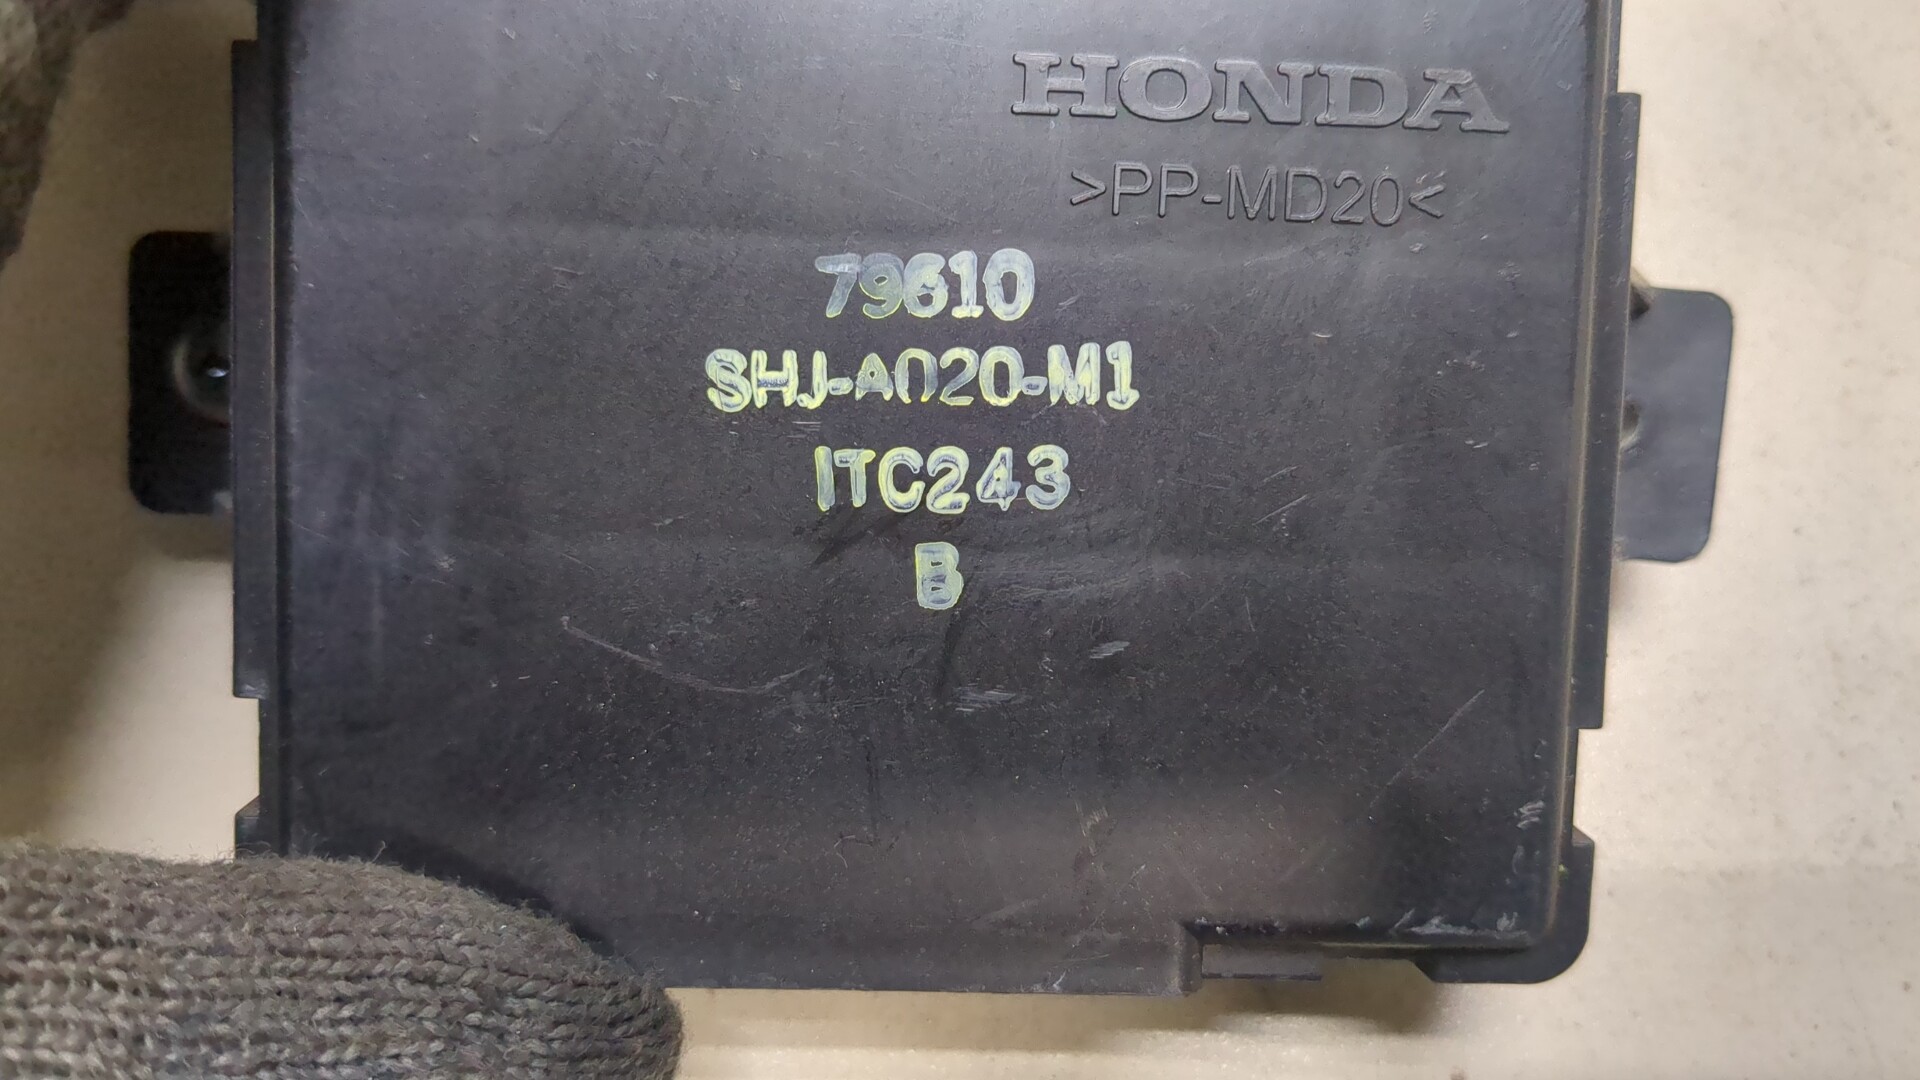 HONDA
>PP-MD20<
79610
SHJ-A020-M1
ITC243
B